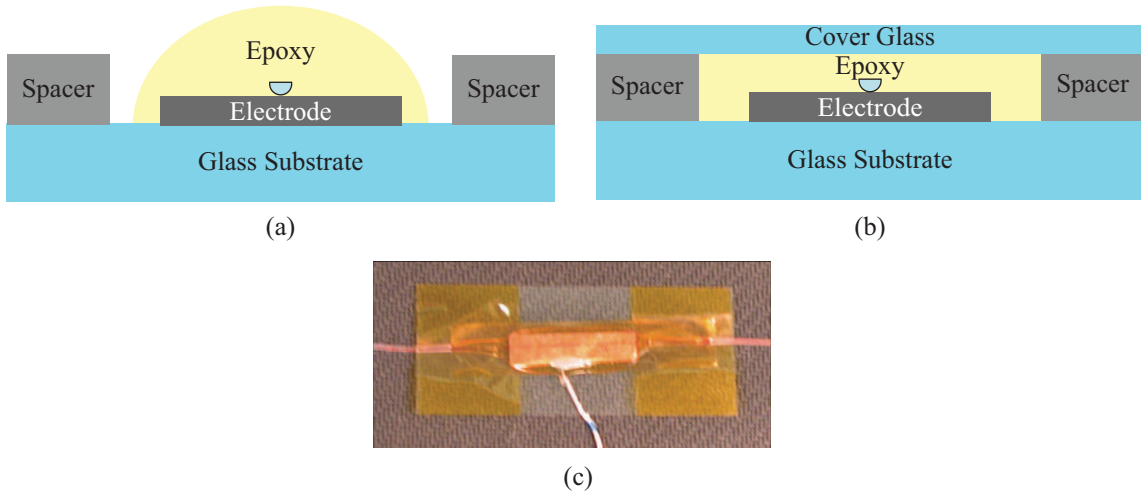 Epoxy
Spacer
Spacer
Electrode
Glass Substrate
(a)
Cover Glass
Epoxy
Spacer
Spacer
Electrode
Glass Substrate
(b)
(c)